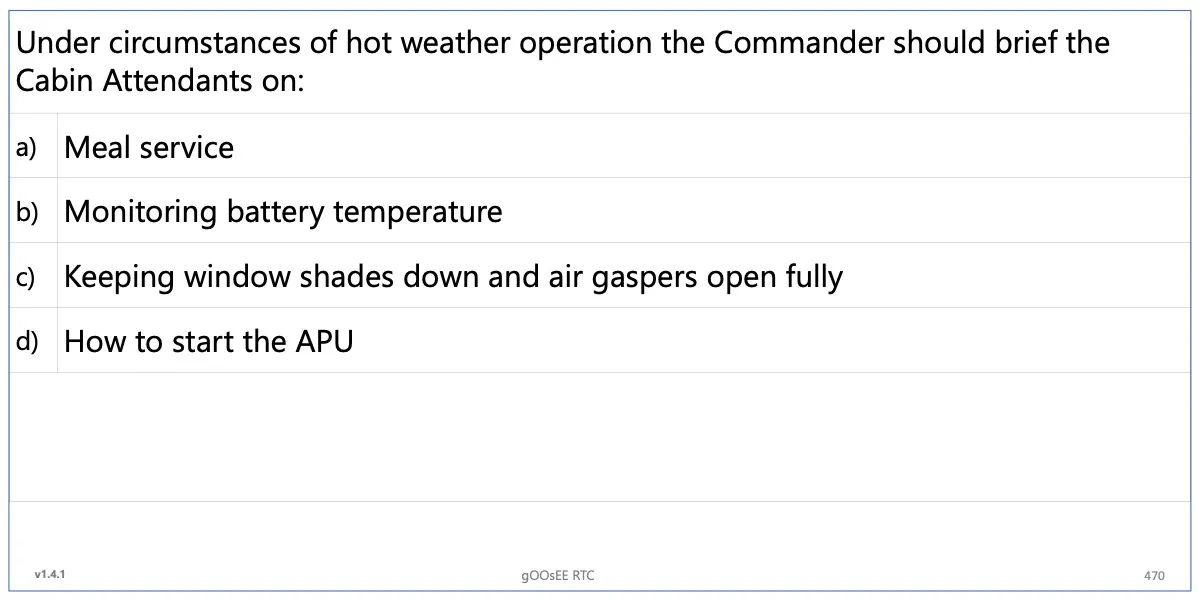 Under circumstances of hot weather operation the Commander should brief the
Cabin Attendants on:
a) Meal service
b) Monitoring battery temperature
c) Keeping window shades down and air gaspers open fully
d) How to start the APU
v1.4.1 gOOsEE RTC 470